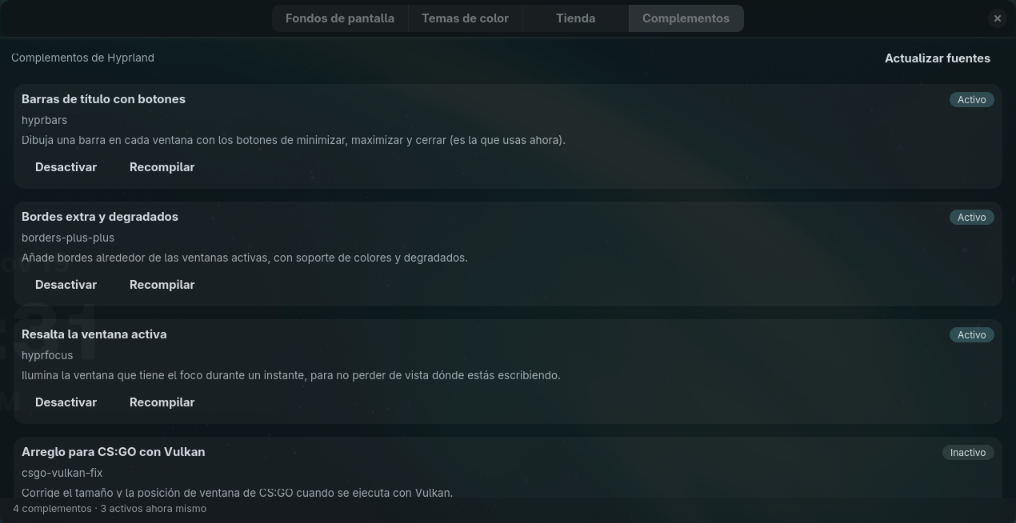 Fondos de pantalla
Temas de color
Tienda
Complementos
Complementos de Hyprland
Actualizar fuentes
Barras de título con botones
Activo
hyprbars
Dibuja una barra en cada ventana con los botones de minimizar, maximizar y cerrar (es la que usas ahora).
Desactivar
Recompilar
Bordes extra y degradados
Activo
borders-plus-plus
Añade bordes alrededor de las ventanas activas, con soporte de colores y degradados.
Desactivar
Recompilar
Resalta la ventana activa
Activo
hyprfocus
Ilumina la ventana que tiene el foco durante un instante, para no perder de vista dónde estás escribiendo.
Desactivar
Recompilar
Arreglo para CS:GO con Vulkan
Inactivo
csgo-vulkan-fix
Corrige el tamaño y la posición de ventana de CS:GO cuando se ejecuta con Vulkan.
4 complementos · 3 activos ahora mismo